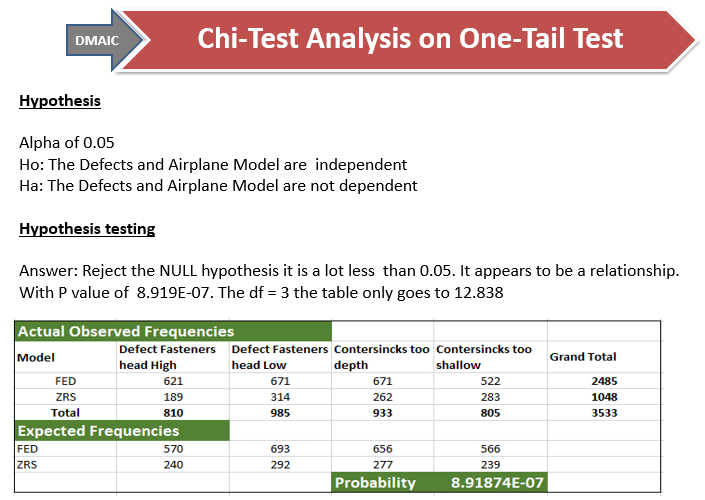 DMAIC
Chi-Test Analysis on One-Tail Test
Hypothesis
Alpha of 0.05
Ho: The Defects and Airplane Model are  independent
Ha: The Defects and Airplane Model are not dependent
Hypothesis testing
Answer: Reject the NULL hypothesis it is a lot less  than 0.05. It appears to be a relationship.
With P value of  8.919E-07. The df = 3 the table only goes to 12.838
Actual Observed Frequencies
Model Defect Fasteners head High Defect Fasteners head Low Contersincks too depth Contersincks too shallow Grand Total
FED 621 671 671 522 2485
ZRS 189 314 262 283 1048
Total 810 985 933 805 3533
Expected Frequencies
FED 570 693 656 566
ZRS 240 292 277 239
Probability 8.91874E-07